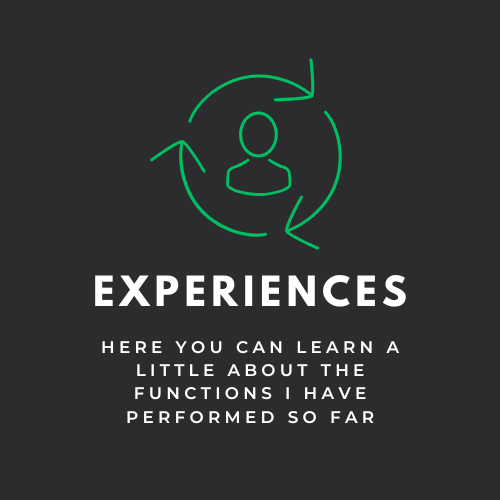 EXPERIENCES
HERE YOU CAN LEARN A
LITTLE ABOUT THE
FUNCTIONS I HAVE
PERFORMED SO FAR